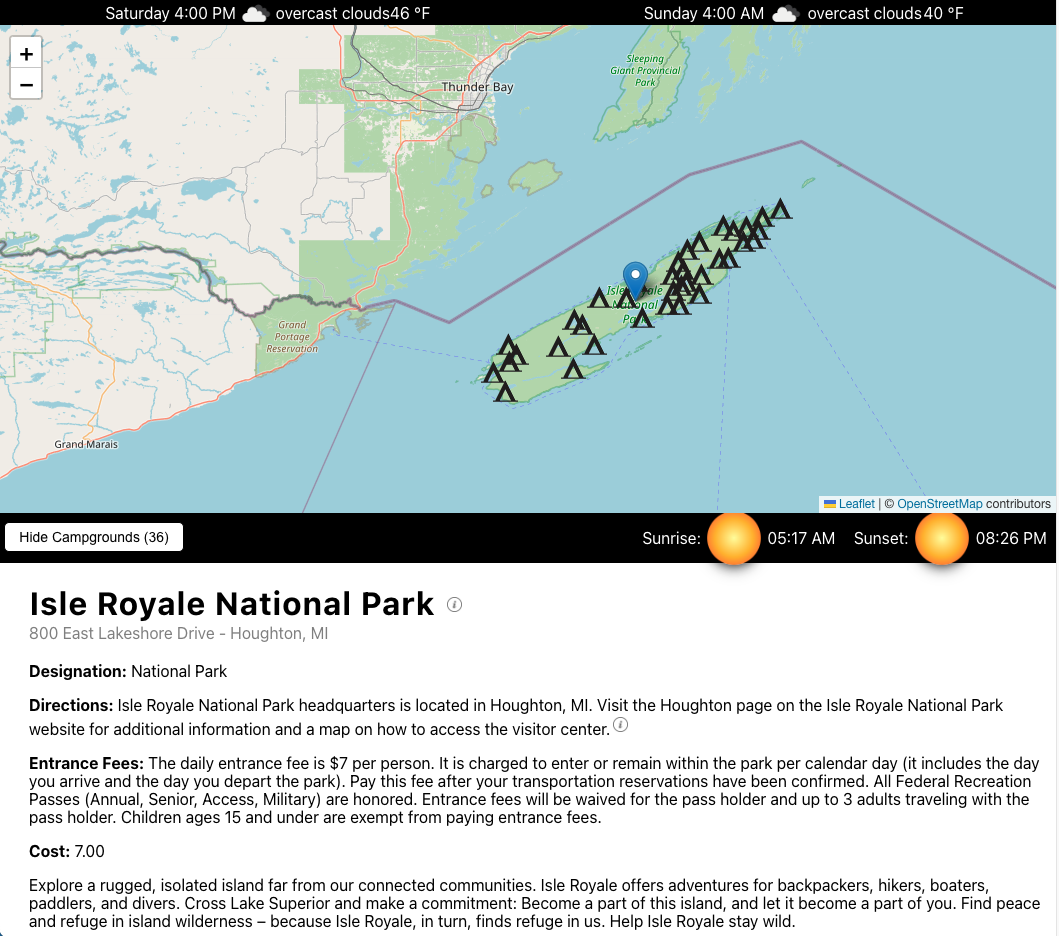 Saturday 4:00 PM overcast clouds46 °F Sunday 4:00 AM overcast clouds40 °F
+
−
Sleeping
Giant Provincial
Park
Thunder Bay
Grand
Portage
Reservation
Grand Marais
Leaflet | © OpenStreetMap contributors
Hide Campgrounds (36) Sunrise: 05:17 AM Sunset: 08:26 PM
Isle Royale National Park i
800 East Lakeshore Drive - Houghton, MI
Designation: National Park
Directions: Isle Royale National Park headquarters is located in Houghton, MI. Visit the Houghton page on the Isle Royale National Park
website for additional information and a map on how to access the visitor center. i
Entrance Fees: The daily entrance fee is $7 per person. It is charged to enter or remain within the park per calendar day (it includes the day
you arrive and the day you depart the park). Pay this fee after your transportation reservations have been confirmed. All Federal Recreation
Passes (Annual, Senior, Access, Military) are honored. Entrance fees will be waived for the pass holder and up to 3 adults traveling with the
pass holder. Children ages 15 and under are exempt from paying entrance fees.
Cost: 7.00
Explore a rugged, isolated island far from our connected communities. Isle Royale offers adventures for backpackers, hikers, boaters,
paddlers, and divers. Cross Lake Superior and make a commitment: Become a part of this island, and let it become a part of you. Find peace
and refuge in island wilderness – because Isle Royale, in turn, finds refuge in us. Help Isle Royale stay wild.